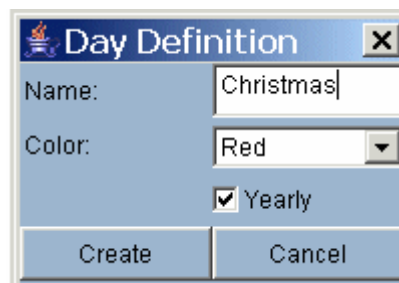 Day Definition
Name: Christmas
Color: Red
Yearly
Create Cancel